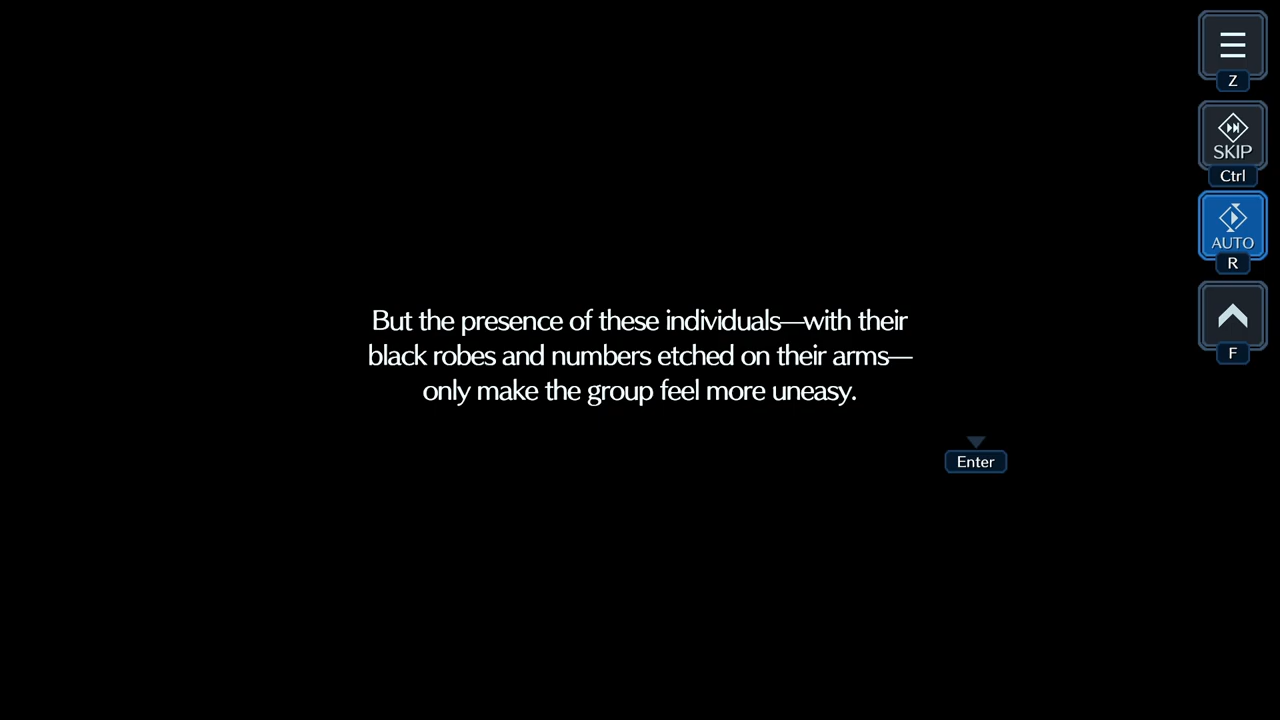 Z
SKIP
Ctrl
AUTO
R
F
But the presence of these individuals—with their
black robes and numbers etched on their arms—
only make the group feel more uneasy.
Enter